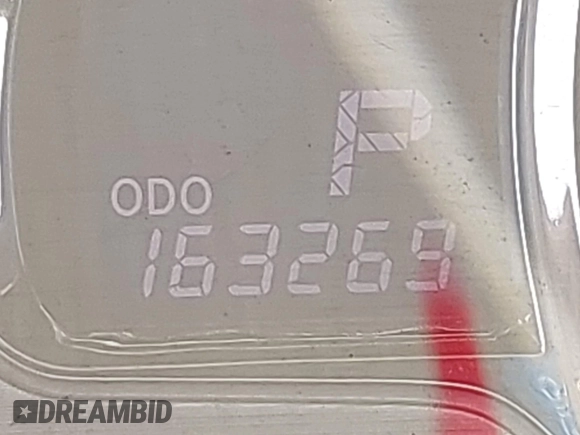 P
ODO
163269
DREAMBID